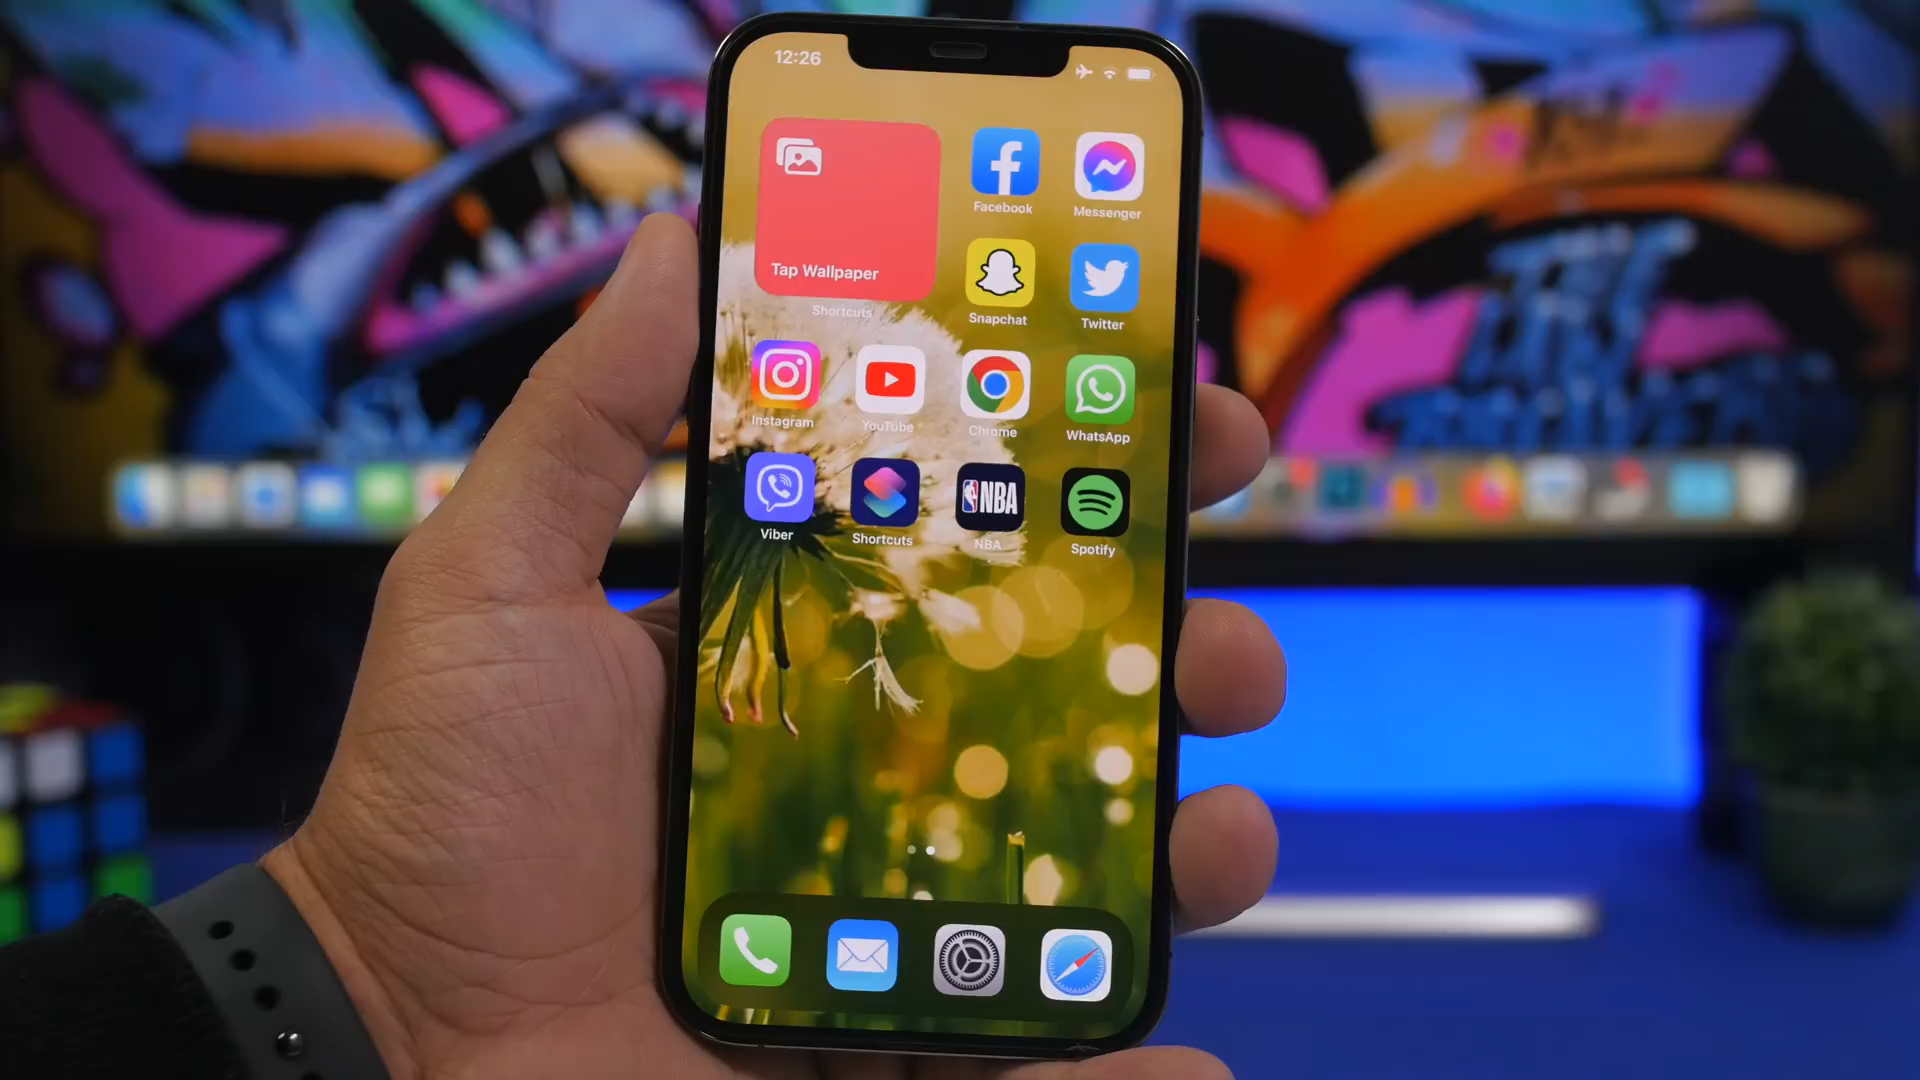 12:26
Tap Wallpaper
Shortcuts
Facebook
Messenger
Snapchat
Twitter
Instagram
YouTube
Chrome
WhatsApp
NBA
Viber
Shortcuts
NBA
Spotify